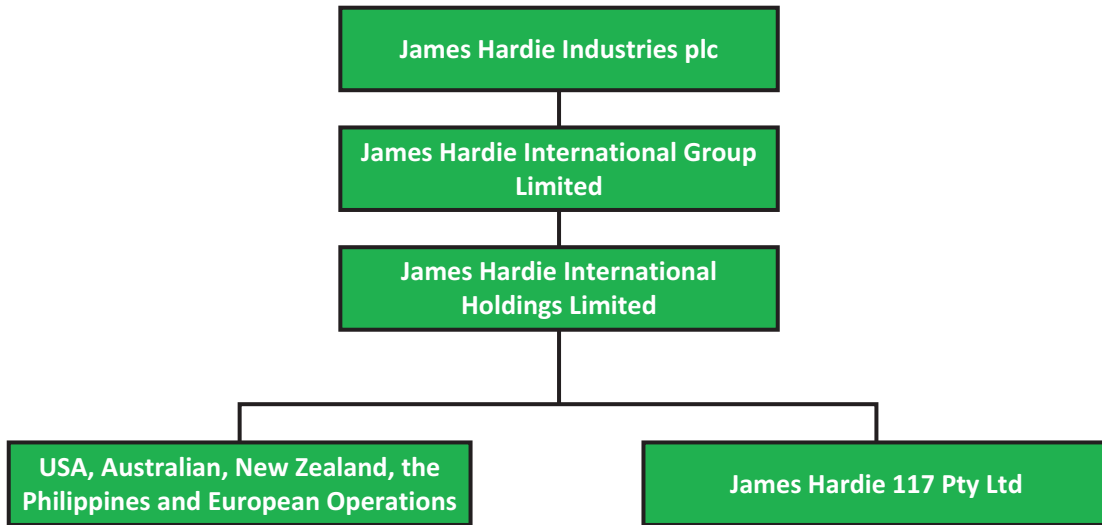 James Hardie Industries plc
James Hardie International Group
Limited
James Hardie International
Holdings Limited
USA, Australian, New Zealand, the
Philippines and European Operations
James Hardie 117 Pty Ltd